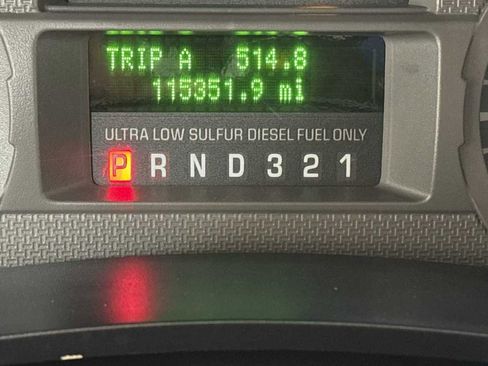 TRIP A 514.8
115351.9 mi
ULTRA LOW SULFUR DIESEL FUEL ONLY
P R N D 3 2 1